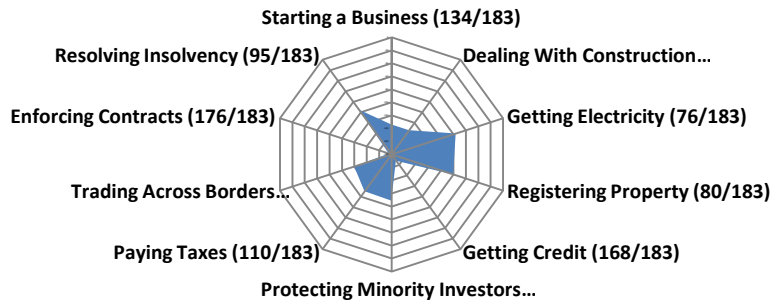 Starting a Business (134/183)
Resolving Insolvency (95/183)
Dealing With Construction…
Enforcing Contracts (176/183)
Getting Electricity (76/183)
Trading Across Borders…
Registering Property (80/183)
Paying Taxes (110/183)
Getting Credit (168/183)
Protecting Minority Investors…